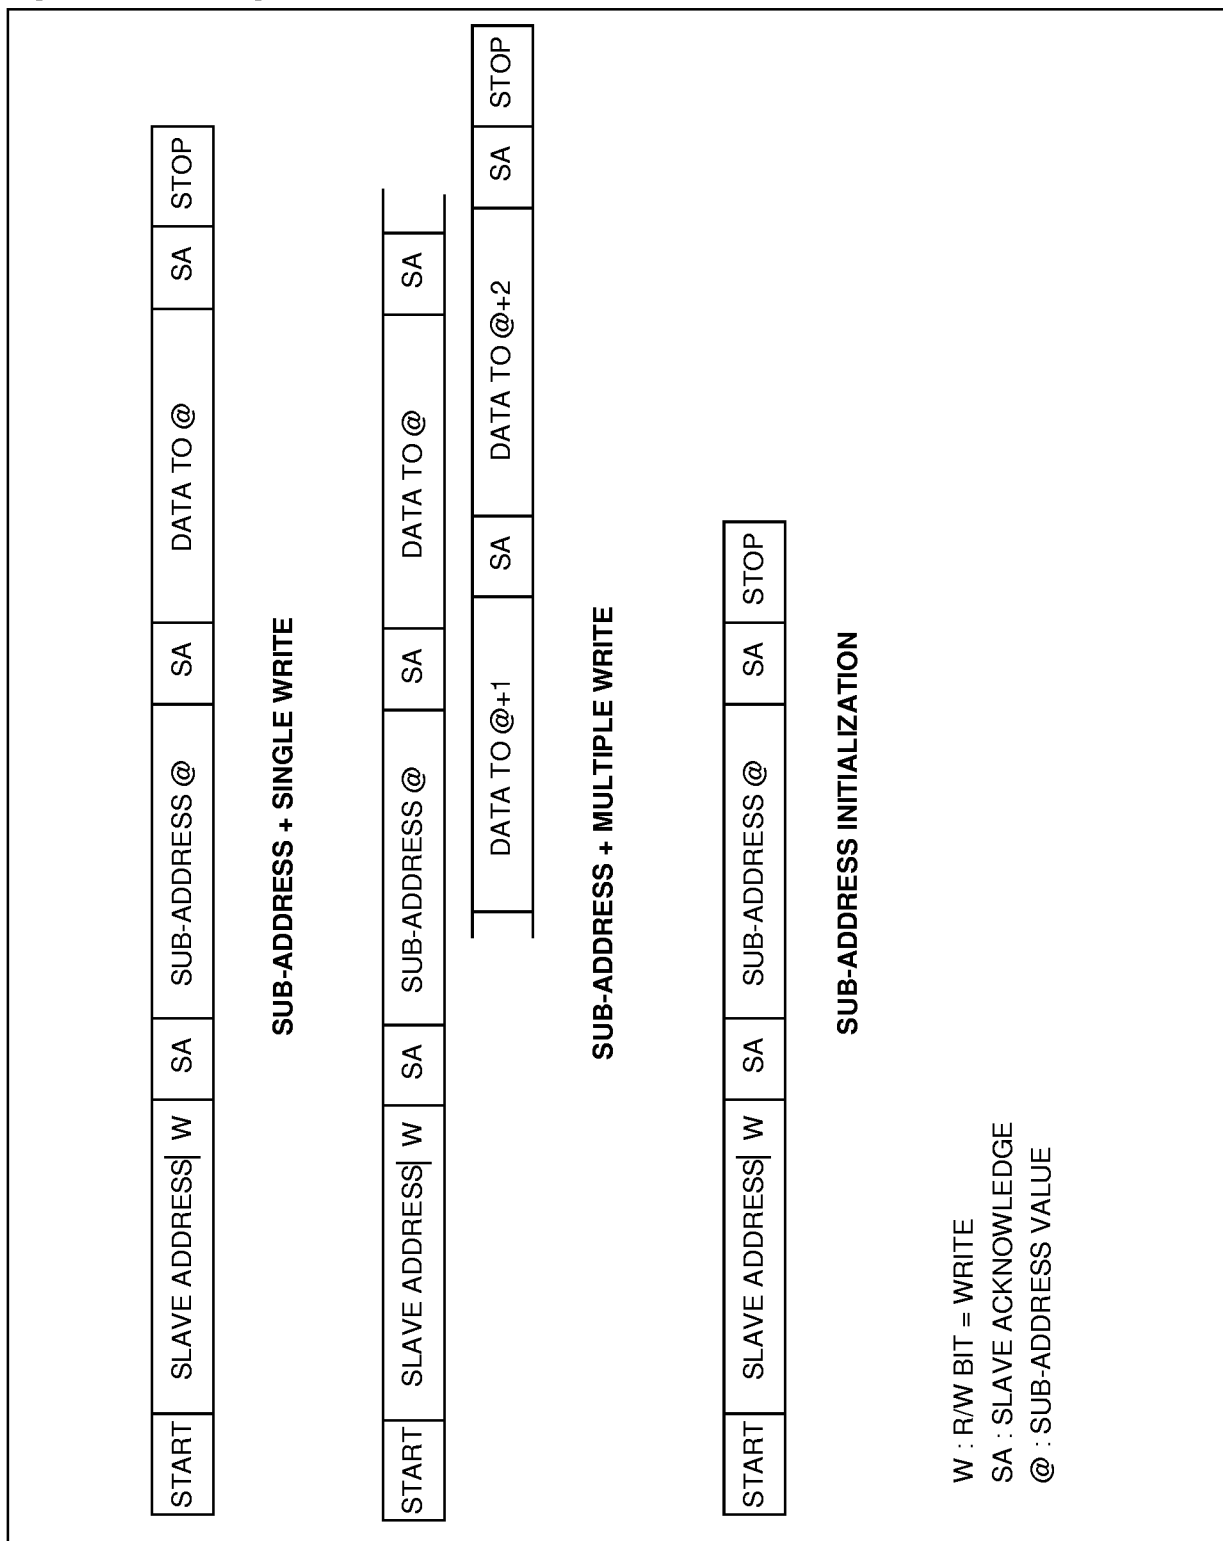 START SLAVE ADDRESS| W SA SUB-ADDRESS @ SA DATA TO @ SA STOP
SUB-ADDRESS + SINGLE WRITE
START SLAVE ADDRESS| W SA SUB-ADDRESS @ SA DATA TO @ SA
DATA TO @+1 SA DATA TO @+2 SA STOP
SUB-ADDRESS + MULTIPLE WRITE
START SLAVE ADDRESS| W SA SUB-ADDRESS @ SA STOP
SUB-ADDRESS INITIALIZATION
W : R/W BIT = WRITE
SA : SLAVE ACKNOWLEDGE
@ : SUB-ADDRESS VALUE